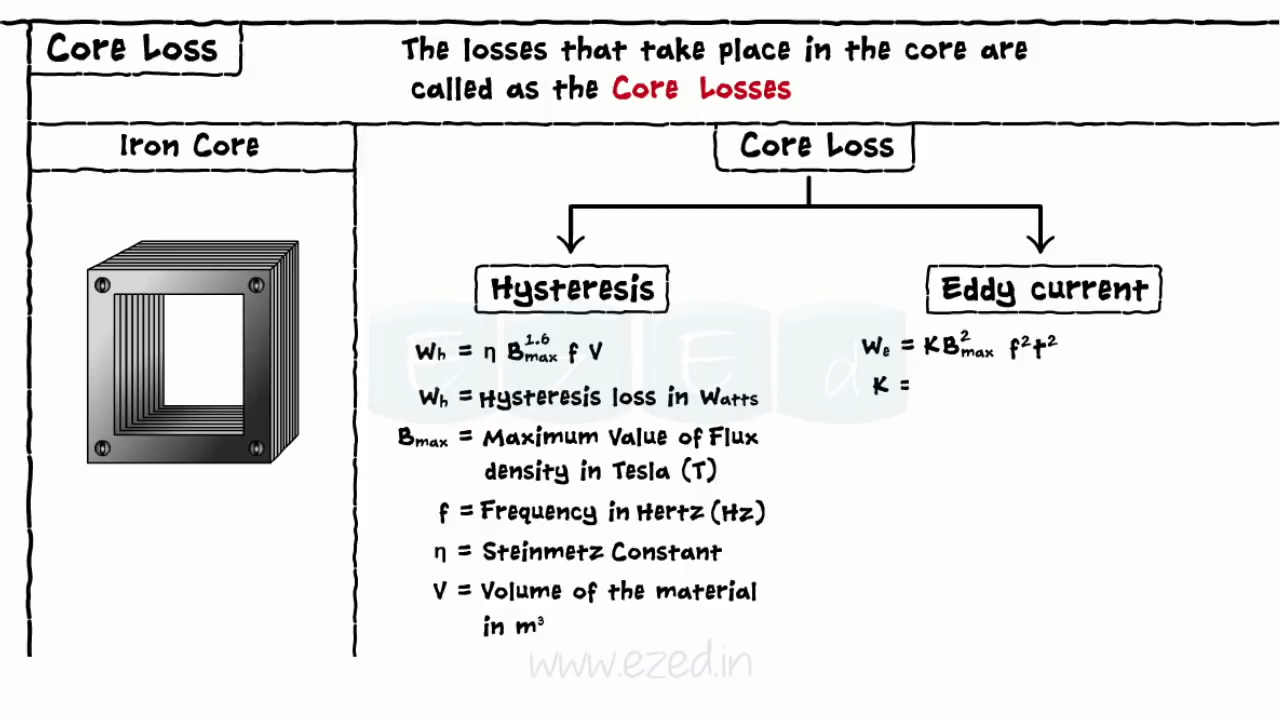 Core Loss
The losses that take place in the core are
called as the Core Losses
Iron Core
Core Loss
Hysteresis
Eddy current
Wₕ = η B¹·⁶max f V
Wₕ = Hysteresis loss in Watts
Bmax = Maximum Value of Flux
density in Tesla (T)
f = Frequency in Hertz (Hz)
η = Steinmetz Constant
V = Volume of the material
in m³
Wₑ = KB²max f²t²
K =
EZEd
www.ezed.in